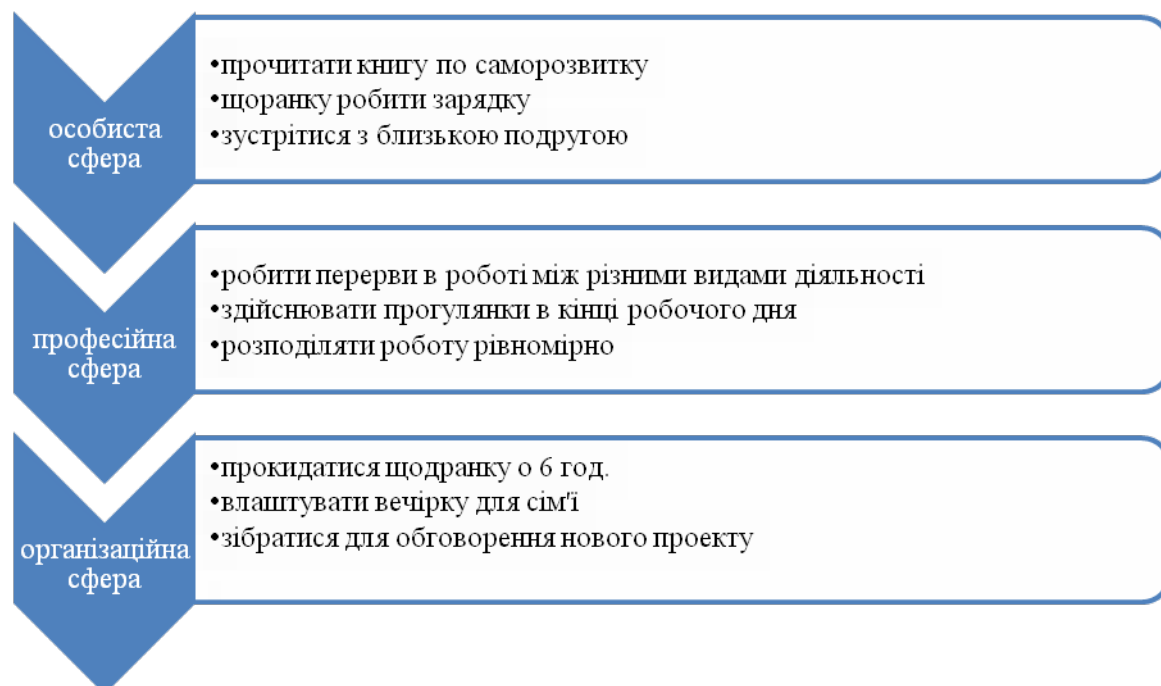 особиста
сфера
•прочитати книгу по саморозвитку
•щоранку робити зарядку
•зустрітися з близькою подругою
професійна
сфера
•робити перерви в роботі між різними видами діяльності
•здійснювати прогулянки в кінці робочого дня
•розподіляти роботу рівномірно
організаційна
сфера
•прокидатися щодранку о 6 год.
•влаштувати вечірку для сім'ї
•зібратися для обговорення нового проекту